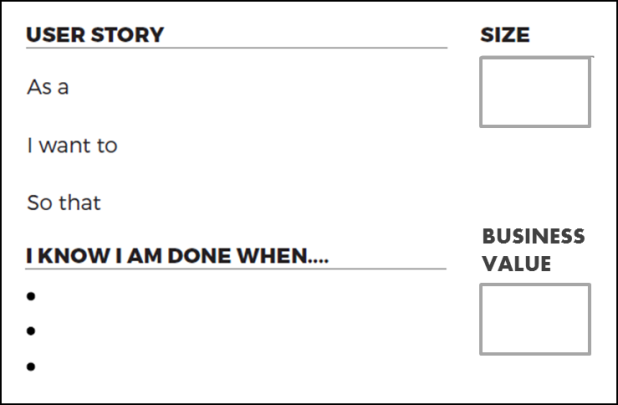 USER STORY
SIZE
As a
I want to
So that
BUSINESS
VALUE
I KNOW I AM DONE WHEN....
•
•
•